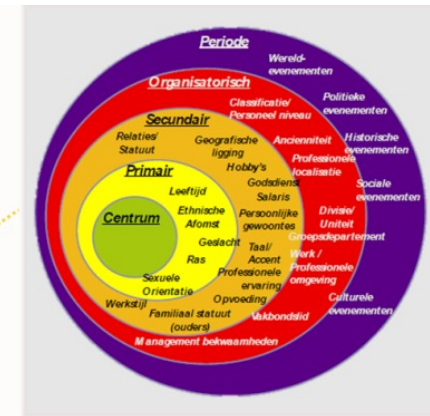 Periode
Wereld-
evenementen
Organisatorisch
Politieke
evenementen
Classificatie/
Personeel niveau
Secundair
Relaties/
Statuut
Geografische
ligging
Ancienniteit
Historische
evenementen
Hobby's
Professionele
localisatie
Primair
Leeftijd
Godsdienst
Salaris
Sociale
evenementen
Centrum
Ethnische
Afomst
Persoonlijke
gewoontes
Divisie/
Uniteit
Groepsdepartement
Geslacht
Taal/
Accent
Werk /
Professionele
omgeving
Ras
Sexuele
Orientatie
Professionele
ervaring
Opvoeding
Culturele
evenementen
Werkstijl
Familiaal statuut
(ouders)
Vakbondslid
Management bekwaamheden